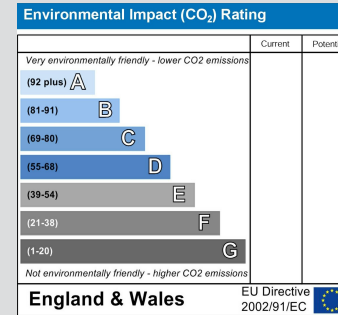 Environmental Impact (CO₂) Rating
Current
Very environmentally friendly - lower CO2 emissions
(92 plus) A
(81-91) B
(69-80) C
(55-68) D
(39-54) E
(21-38) F
(1-20) G
Not environmentally friendly - higher CO2 emissions
England & Wales
EU Directive
2002/91/EC